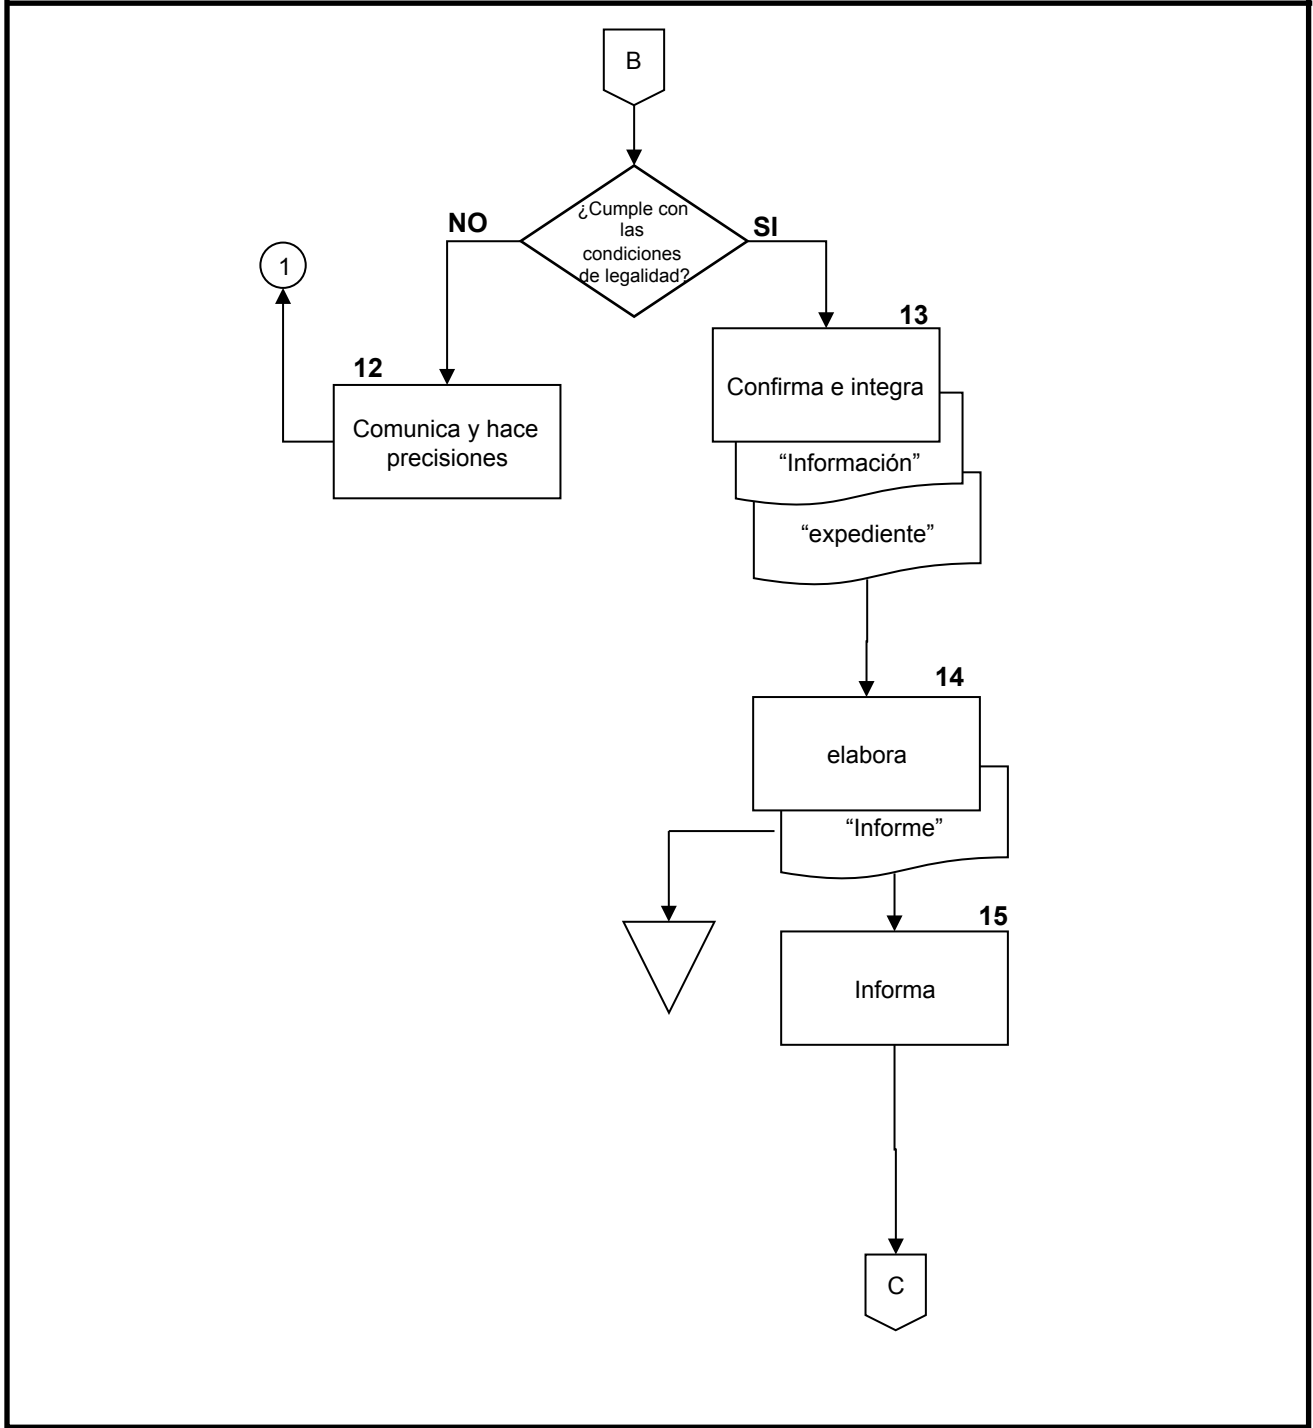 B
¿Cumple con
las
condiciones
de legalidad?
NO
SI
1
12
Comunica y hace
precisiones
13
Confirma e integra
“Información”
“expediente”
14
elabora
“Informe”
15
Informa
C